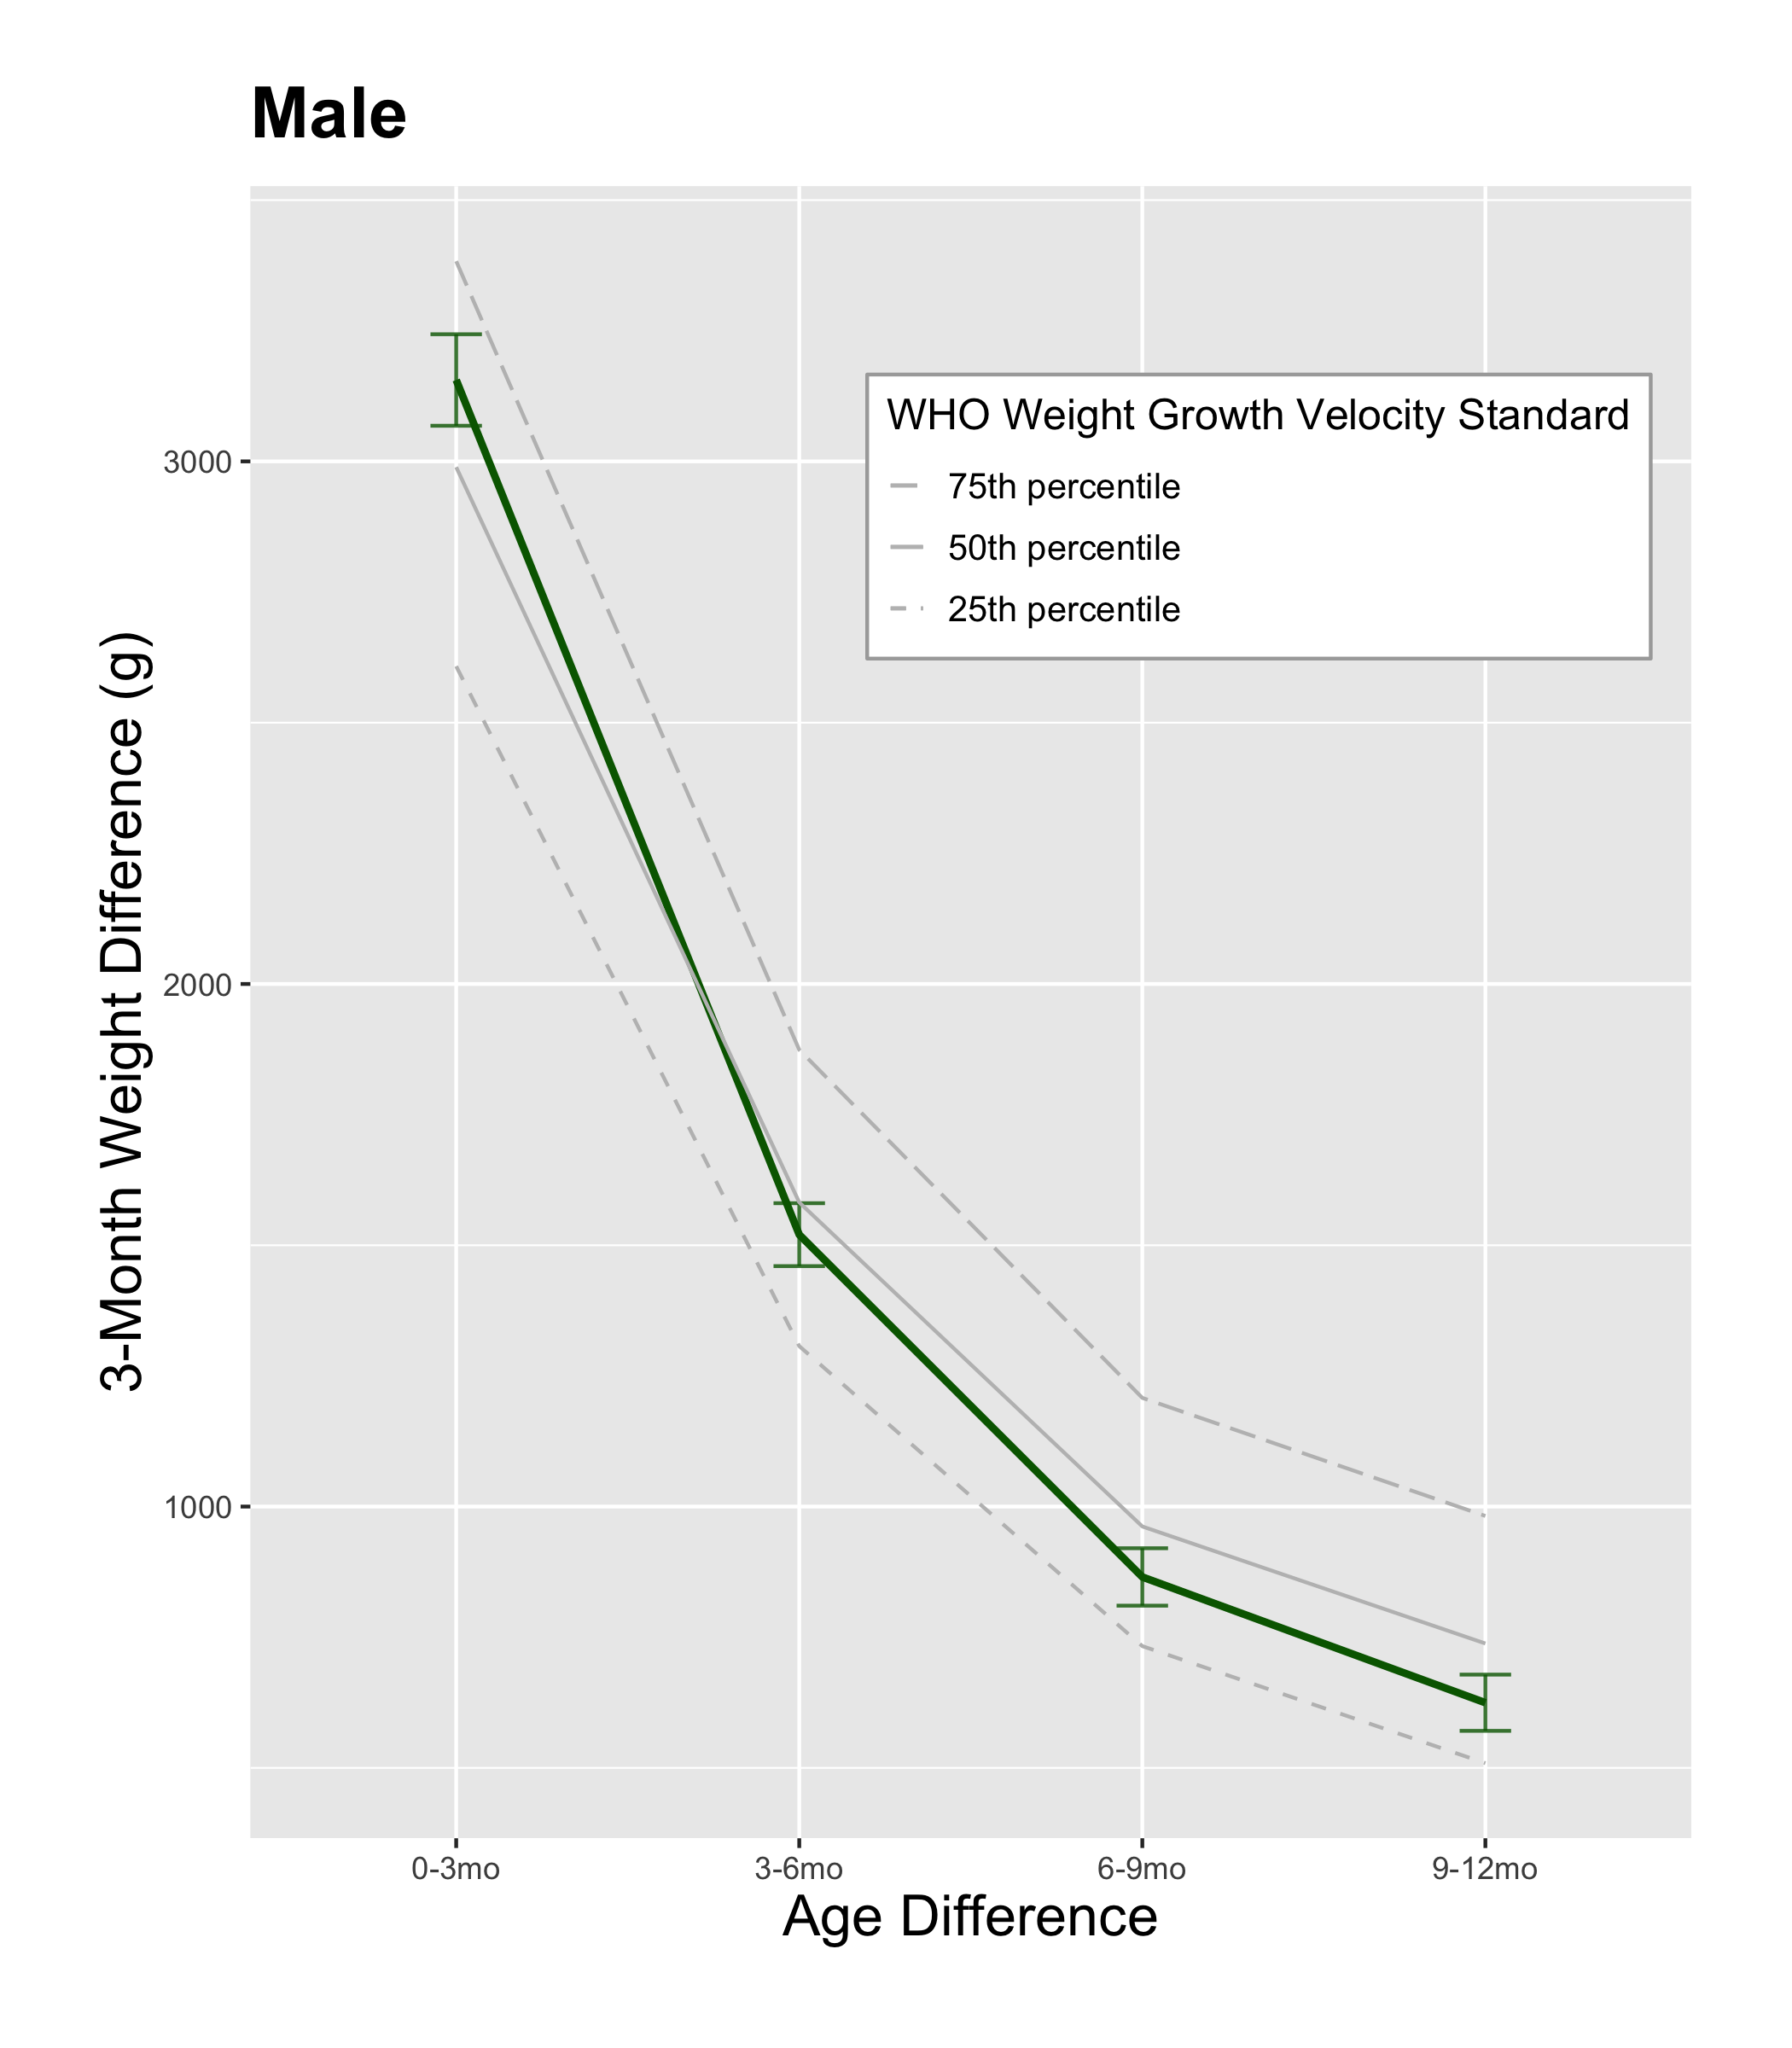 Male
WHO Weight Growth Velocity Standard
75th percentile
50th percentile
25th percentile
3-Month Weight Difference (g)
3000
2000
1000
0-3mo
3-6mo
6-9mo
9-12mo
Age Difference